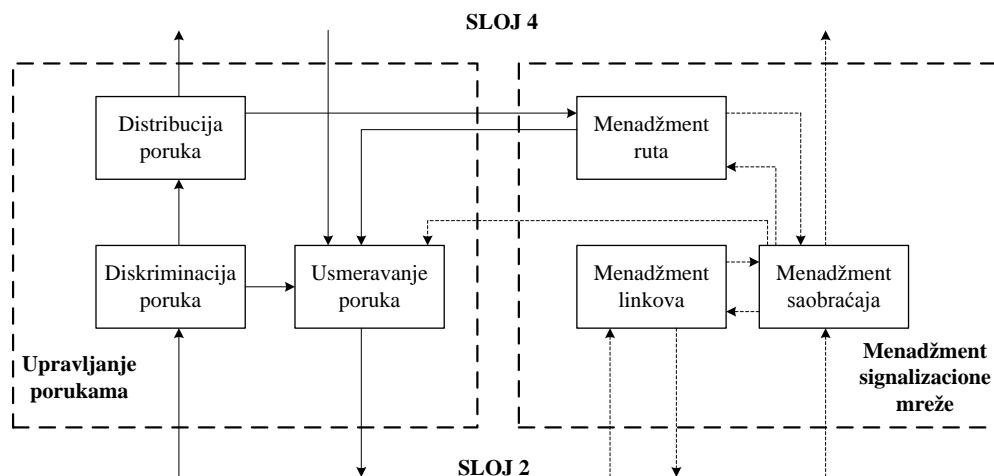 SLOJ 4
Distribucija
poruka
Menadžment
ruta
Diskriminacija
poruka
Usmeravanje
poruka
Menadžment
linkova
Menadžment
saobraćaja
Upravljanje
porukama
Menadžment
signalizacione
mreže
SLOJ 2